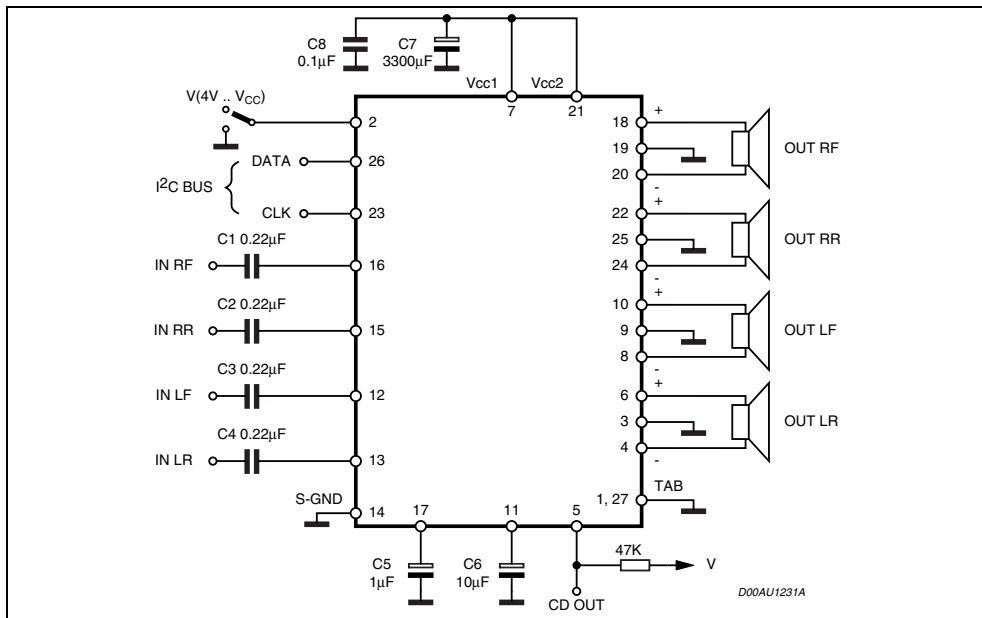 C8
0.1µF
C7
3300µF
Vcc1
Vcc2
7
21
V(4V .. VCC)
2
DATA
26
I2C BUS
CLK
23
C1 0.22µF
IN RF
16
C2 0.22µF
IN RR
15
C3 0.22µF
IN LF
12
C4 0.22µF
IN LR
13
S-GND
14
17
11
5
C5
1µF
C6
10µF
47K
V
CD OUT
18
+
19
20
-
OUT RF
22
+
25
24
-
OUT RR
10
+
9
8
-
OUT LF
6
+
3
4
-
OUT LR
TAB
1, 27
D00AU1231A